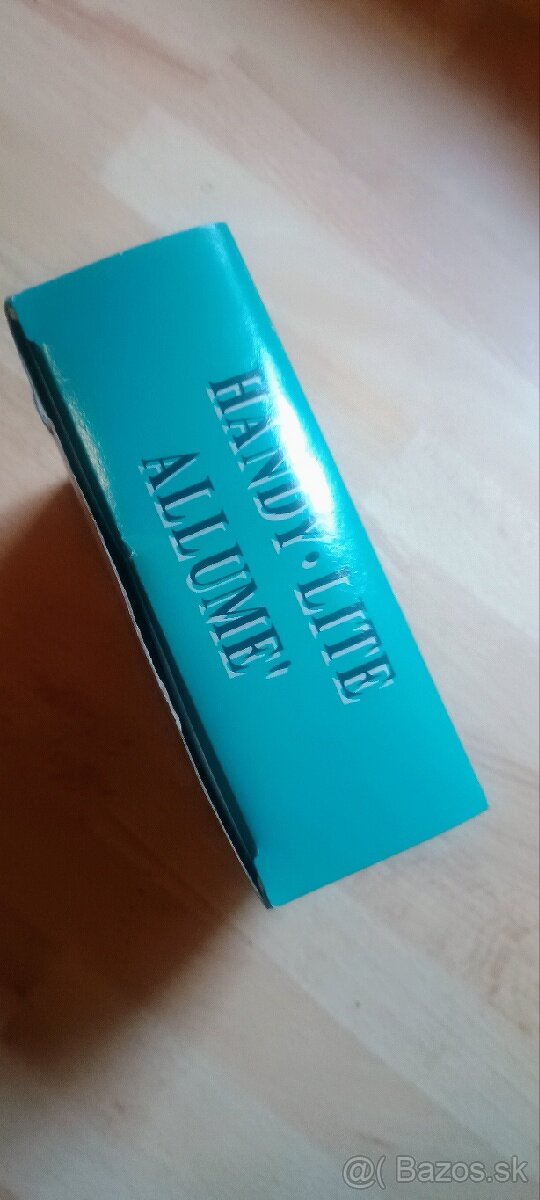 HANDY·LITE
ALLUME'
@( Bazos.sk